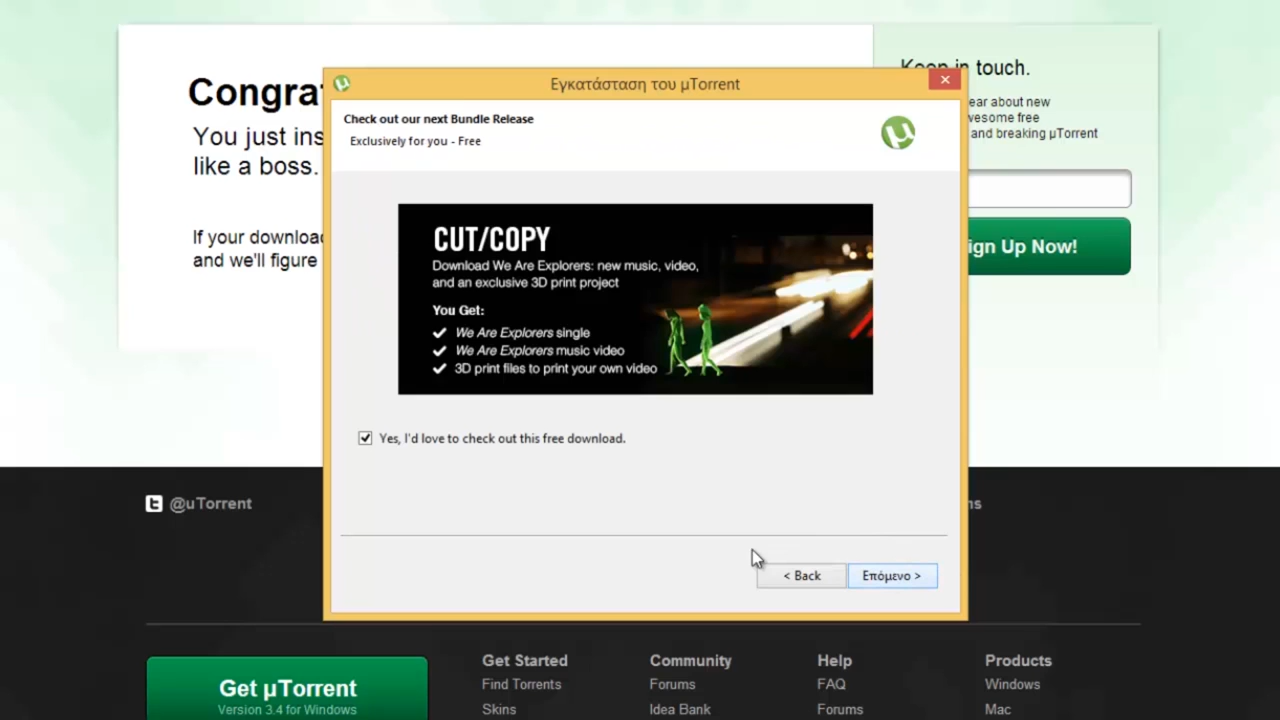 Congra
You just ins
like a boss.
If your downloa
and we'll figure
Keep in touch.
ear about new
wesome free
and breaking µTorrent
ign Up Now!
Εγκατάσταση του µTorrent
Check out our next Bundle Release
Exclusively for you - Free
CUT/COPY
Download We Are Explorers: new music, video,
and an exclusive 3D print project
You Get:
We Are Explorers single
We Are Explorers music video
3D print files to print your own video
Yes, I'd love to check out this free download.
< Back
Επόμενο >
@uTorrent
ns
Get µTorrent
Version 3.4 for Windows
Get Started
Find Torrents
Skins
Community
Forums
Idea Bank
Help
FAQ
Forums
Products
Windows
Mac